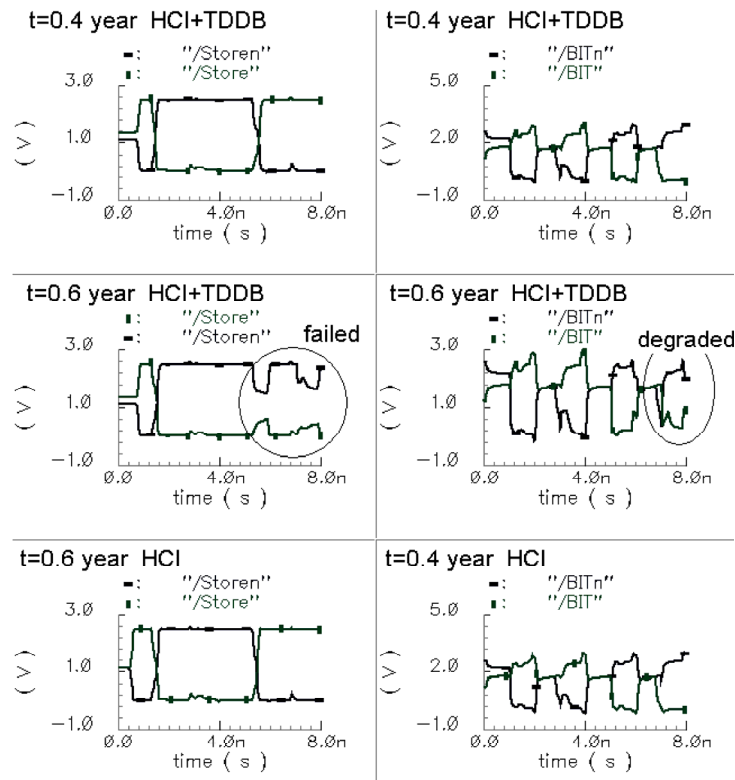 t=0.4 year HCI+TDDB
-: "/Storen"
-: "/Store"
3.0
1.0
-1.0
( V )
0.0 4.0n 8.0n
time ( s )
t=0.4 year HCI+TDDB
-: "/BITn"
▪: "/BIT"
5.0
2.0
-1.0
( V )
0.0 4.0n 8.0n
time ( s )
t=0.6 year HCI+TDDB
▪: "/Store"
-: "/Storen"
failed
3.0
1.0
-1.0
( V )
0.0 4.0n 8.0n
time ( s )
t=0.6 year HCI+TDDB
-: "/BITn"
▪: "/BIT"
degraded
3.0
1.0
-1.0
( V )
0.0 4.0n 8.0n
time ( s )
t=0.6 year HCI
-: "/Storen"
▪: "/Store"
3.0
1.0
-1.0
( V )
0.0 4.0n 8.0n
time ( s )
t=0.4 year HCI
-: "/BITn"
▪: "/BIT"
5.0
2.0
-1.0
( V )
0.0 4.0n 8.0n
time ( s )